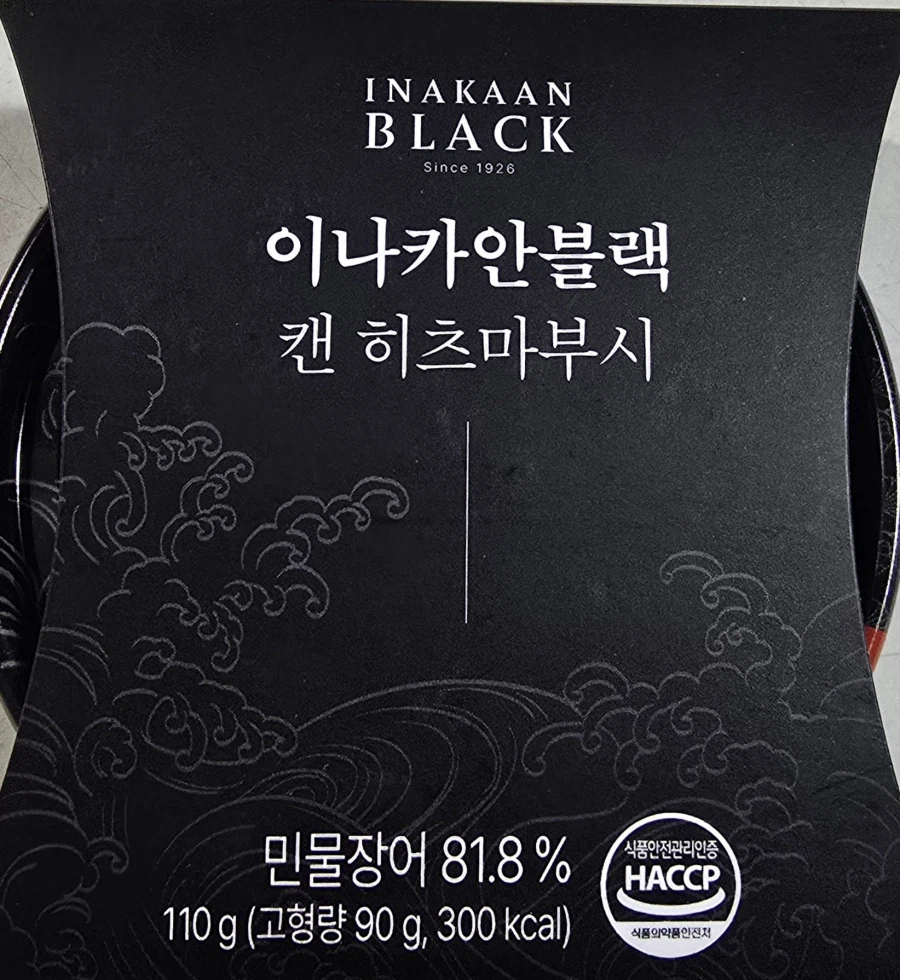 INAKAAN
BLACK
Since 1926
이나카안블랙
캔 히츠마부시
민물장어 81.8 %
110 g (고형량 90 g, 300 kcal)
식품안전관리인증
HACCP
식품의약품안전처